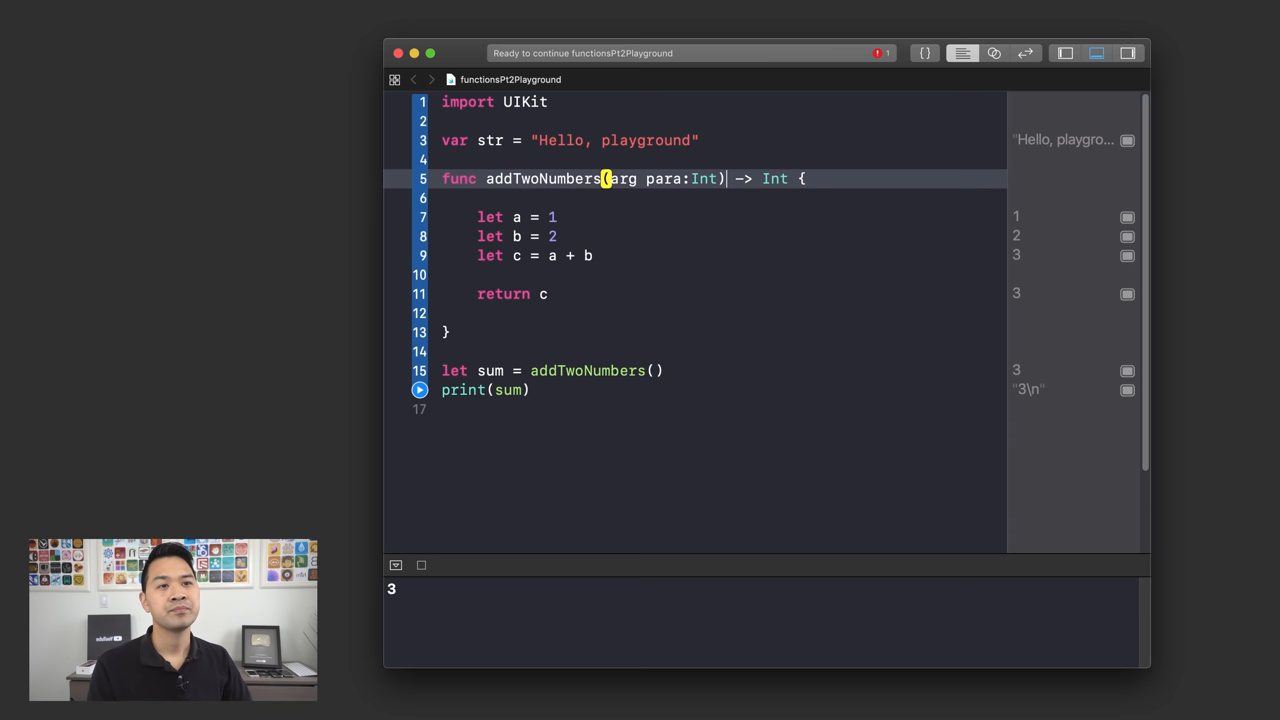 Ready to continue functionsPt2Playground
1
functionsPt2Playground
1 import UIKit
2
3 var str = "Hello, playground"
"Hello, playgro...
4
5 func addTwoNumbers(arg para:Int) -> Int {
6
7 let a = 1
1
8 let b = 2
2
9 let c = a + b
3
10
11 return c
3
12
13 }
14
15 let sum = addTwoNumbers()
3
print(sum)
"3\n"
17
3